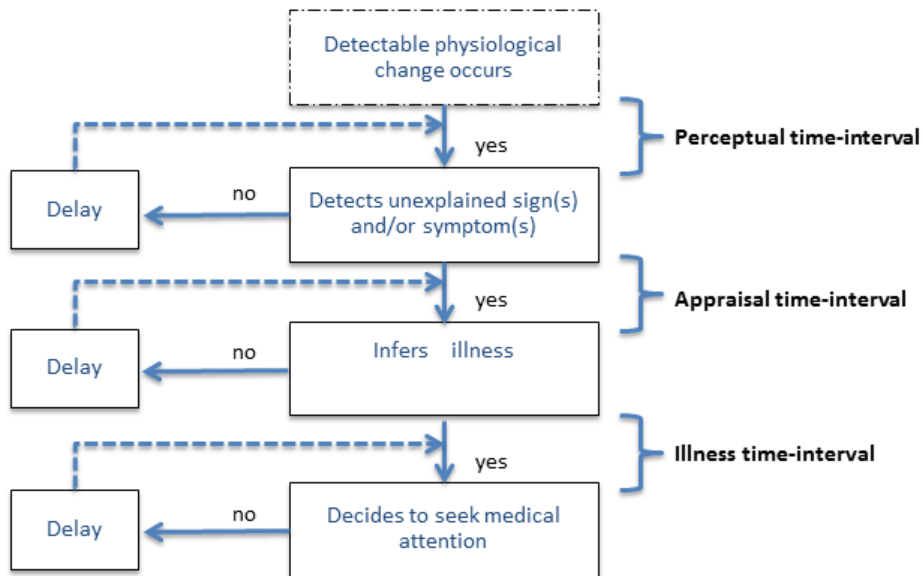 Detectable physiological
change occurs
yes
Perceptual time-interval
Delay
no
Detects unexplained sign(s)
and/or symptom(s)
yes
Appraisal time-interval
Delay
no
Infers illness
yes
Illness time-interval
Delay
no
Decides to seek medical
attention